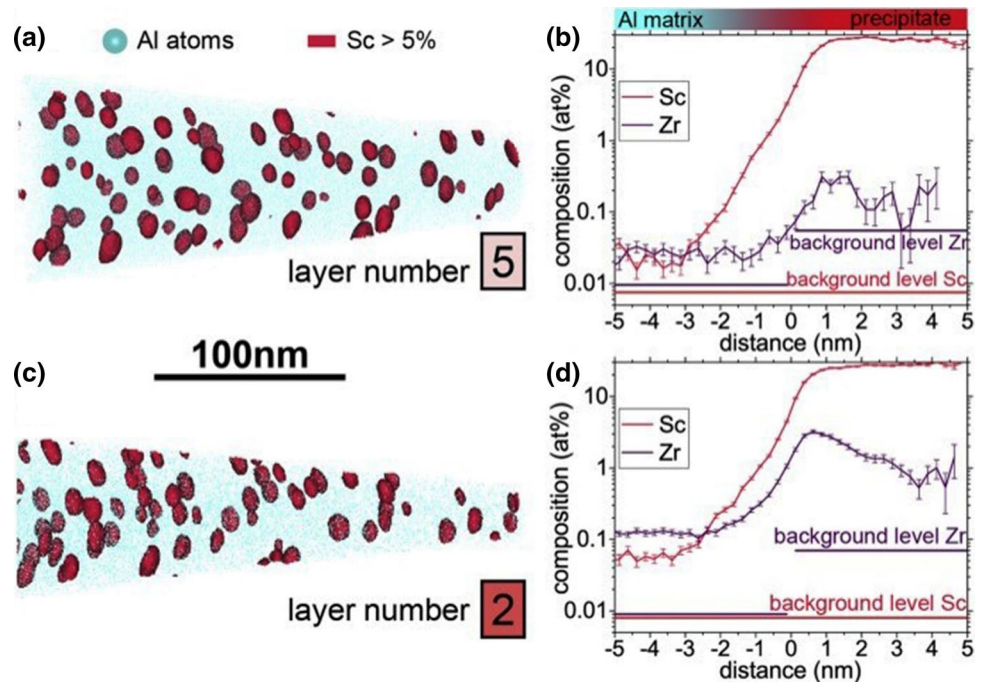 (a) Al atoms Sc > 5%
layer number 5
(b) Al matrix precipitate
composition (at%)
10
1
0.1
0.01
Sc
Zr
background level Zr
background level Sc
-5 -4 -3 -2 -1 0 1 2 3 4 5
distance (nm)
100nm
(c)
layer number 2
(d)
composition (at%)
10
1
0.1
0.01
Sc
Zr
background level Zr
background level Sc
-5 -4 -3 -2 -1 0 1 2 3 4 5
distance (nm)